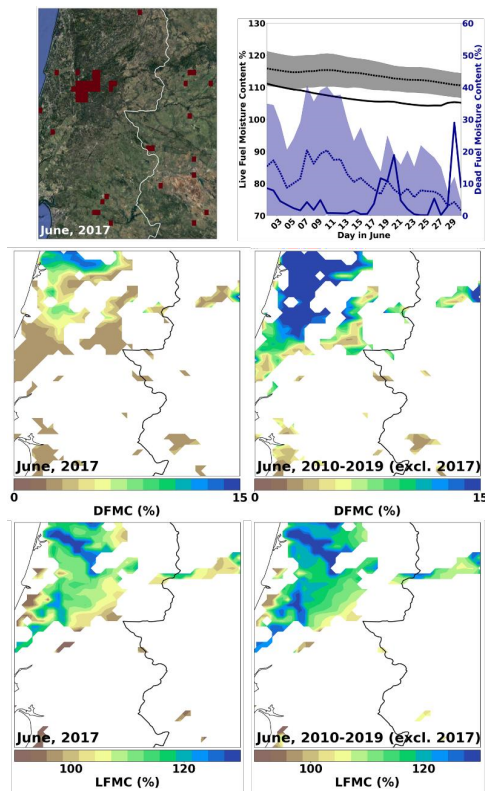 June, 2017
130
120
110
100
90
80
70
Live Fuel Moisture Content %
60
50
40
30
20
10
0
Dead Fuel Moisture Content %
03 05 07 09 11 13 15 17 19 21 23 25 27 29
Day in June
June, 2017
0 15
DFMC (%)
June, 2010-2019 (excl. 2017)
0 15
DFMC (%)
June, 2017
100 120
LFMC (%)
June, 2010-2019 (excl. 2017)
100 120
LFMC (%)